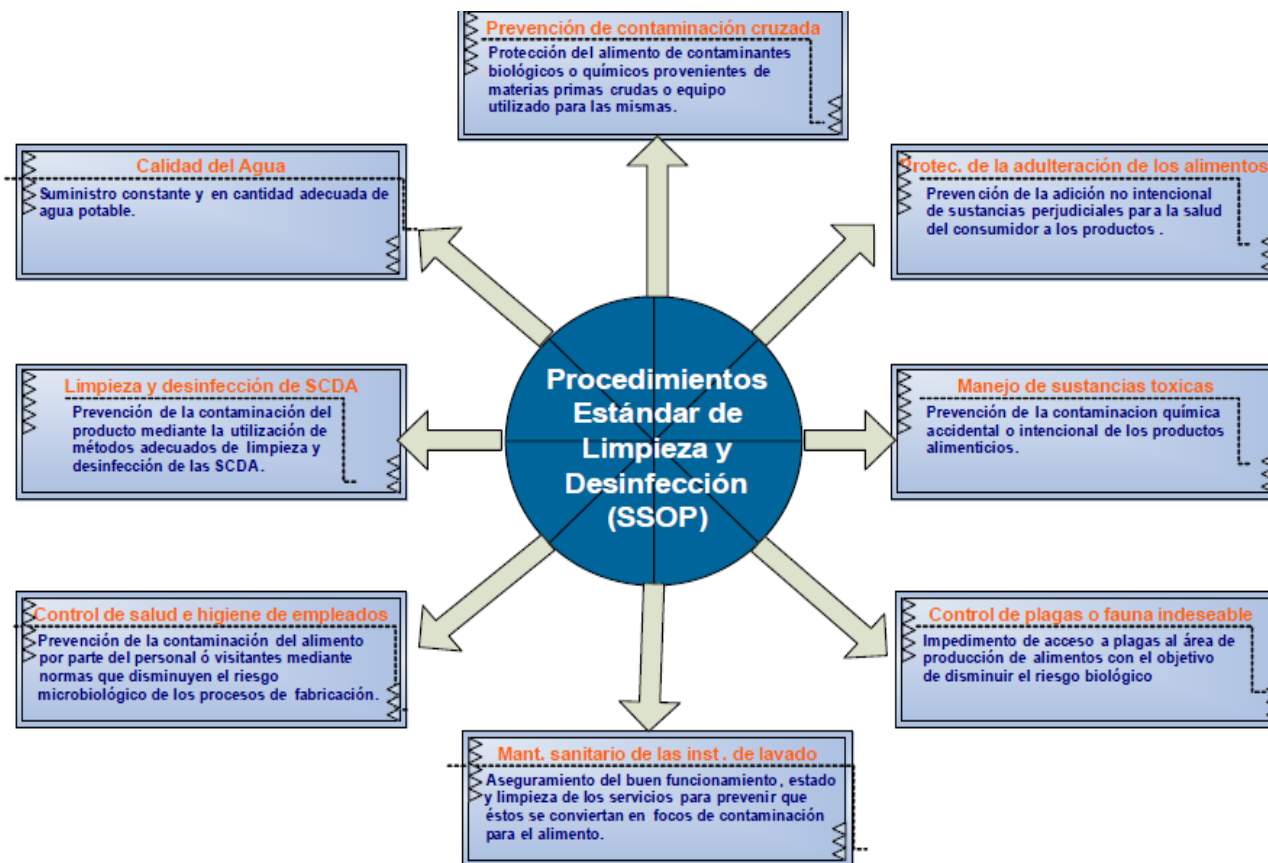 Prevención de contaminación cruzada
Protección del alimento de contaminantes
biológicos o químicos provenientes de
materias primas crudas o equipo
utilizado para las mismas.
Calidad del Agua
Suministro constante y en cantidad adecuada de
agua potable.
Protec. de la adulteración de los alimentos
Prevención de la adición no intencional
de sustancias perjudiciales para la salud
del consumidor a los productos .
Procedimientos
Estándar de
Limpieza y
Desinfección
(SSOP)
Limpieza y desinfección de SCDA
Prevención de la contaminación del
producto mediante la utilización de
métodos adecuados de limpieza y
desinfección de las SCDA.
Manejo de sustancias toxicas
Prevención de la contaminacion química
accidental o intencional de los productos
alimenticios.
Control de salud e higiene de empleados
Prevención de la contaminación del alimento
por parte del personal ó visitantes mediante
normas que disminuyen el riesgo
microbiológico de los procesos de fabricación.
Control de plagas o fauna indeseable
Impedimento de acceso a plagas al área de
producción de alimentos con el objetivo
de disminuir el riesgo biológico
Mant. sanitario de las inst . de lavado
Aseguramiento del buen funcionamiento, estado
y limpieza de los servicios para prevenir que
éstos se conviertan en focos de contaminación
para el alimento.